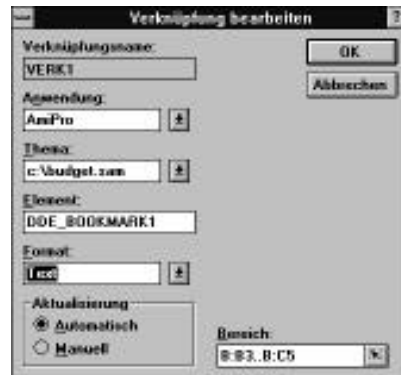 Verknüpfung bearbeiten
?
Verknüpfungsname:
VERK1
OK
Abbrechen
Anwendung:
AmiPro
Thema:
c:\budget.sam
Element:
DDE_BOOKMARK1
Format:
Text
Aktualisierung
Automatisch
Manuell
Bereich:
B:B3..B:C5